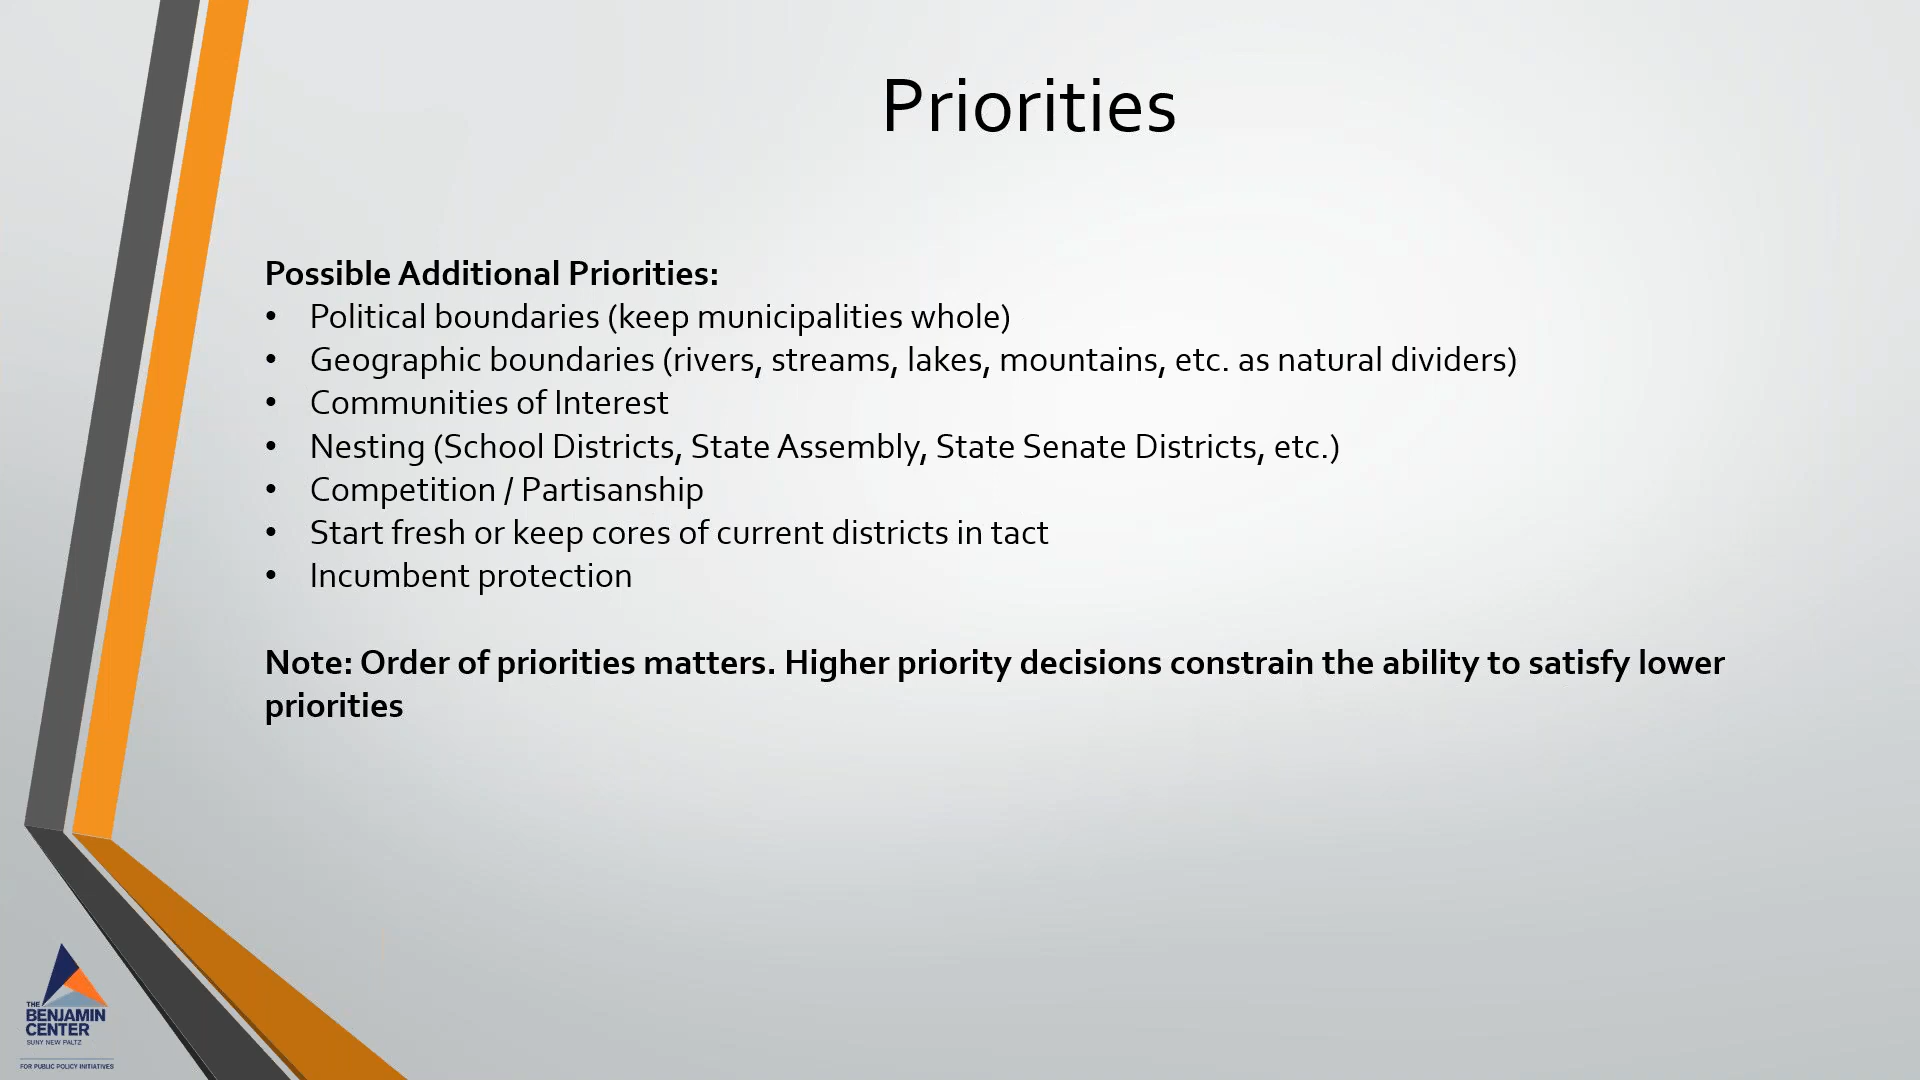 Priorities
Possible Additional Priorities:
• Political boundaries (keep municipalities whole)
• Geographic boundaries (rivers, streams, lakes, mountains, etc. as natural dividers)
• Communities of Interest
• Nesting (School Districts, State Assembly, State Senate Districts, etc.)
• Competition / Partisanship
• Start fresh or keep cores of current districts in tact
• Incumbent protection
Note: Order of priorities matters. Higher priority decisions constrain the ability to satisfy lower
priorities
THE
BENJAMIN
CENTER
SUNY NEW PALTZ
FOR PUBLIC POLICY INITIATIVES